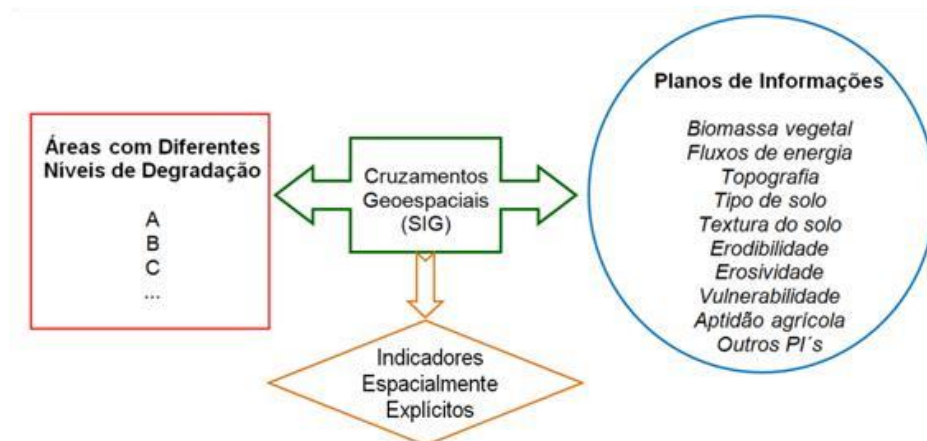 Áreas com Diferentes
Níveis de Degradação
A
B
C
...
Cruzamentos
Geoespaciais
(SIG)
Indicadores
Espacialmente
Explícitos
Planos de Informações
Biomassa vegetal
Fluxos de energia
Topografia
Tipo de solo
Textura do solo
Erodibilidade
Erosividade
Vulnerabilidade
Aptidão agrícola
Outros PI´s